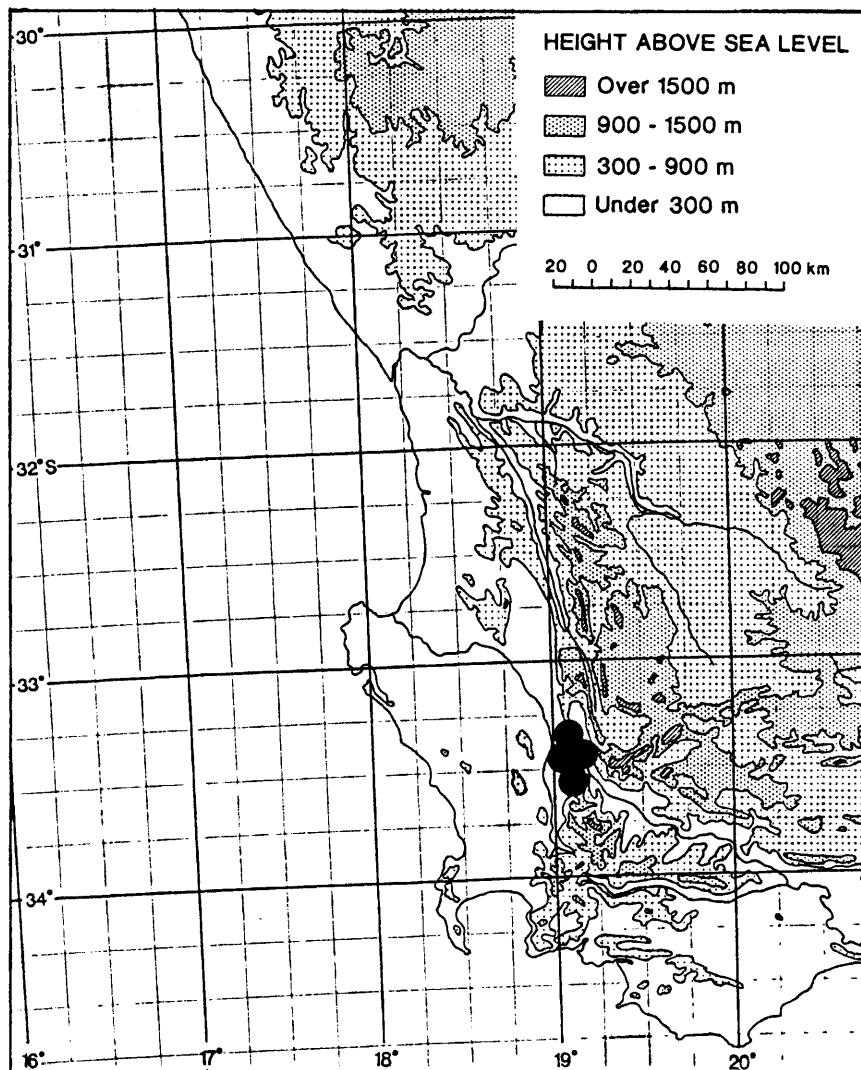 HEIGHT ABOVE SEA LEVEL
Over 1500 m
900 - 1500 m
300 - 900 m
Under 300 m
20 0 20 40 60 80 100 km
30°
31°
32°S
33°
34°
16° 17° 18° 19° 20°